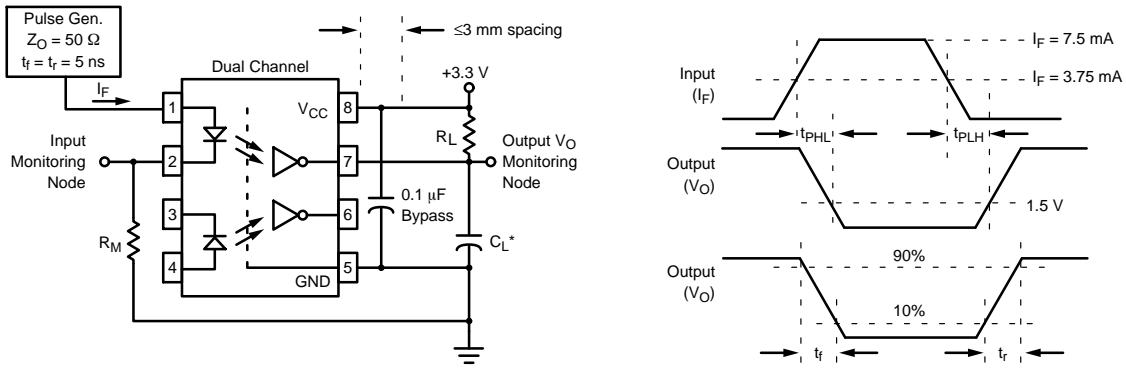 Pulse Gen.
Z_O = 50 Ω
t_f = t_r = 5 ns
I_F
Dual Channel
≤3 mm spacing
+3.3 V
1
V_CC
8
R_L
Output V_O
Monitoring
Node
Input
Monitoring
Node
2
7
3
6
0.1 μF
Bypass
R_M
4
GND
5
C_L*
Input
(I_F)
I_F = 7.5 mA
I_F = 3.75 mA
t_PHL
t_PLH
Output
(V_O)
1.5 V
Output
(V_O)
90%
10%
t_f
t_r